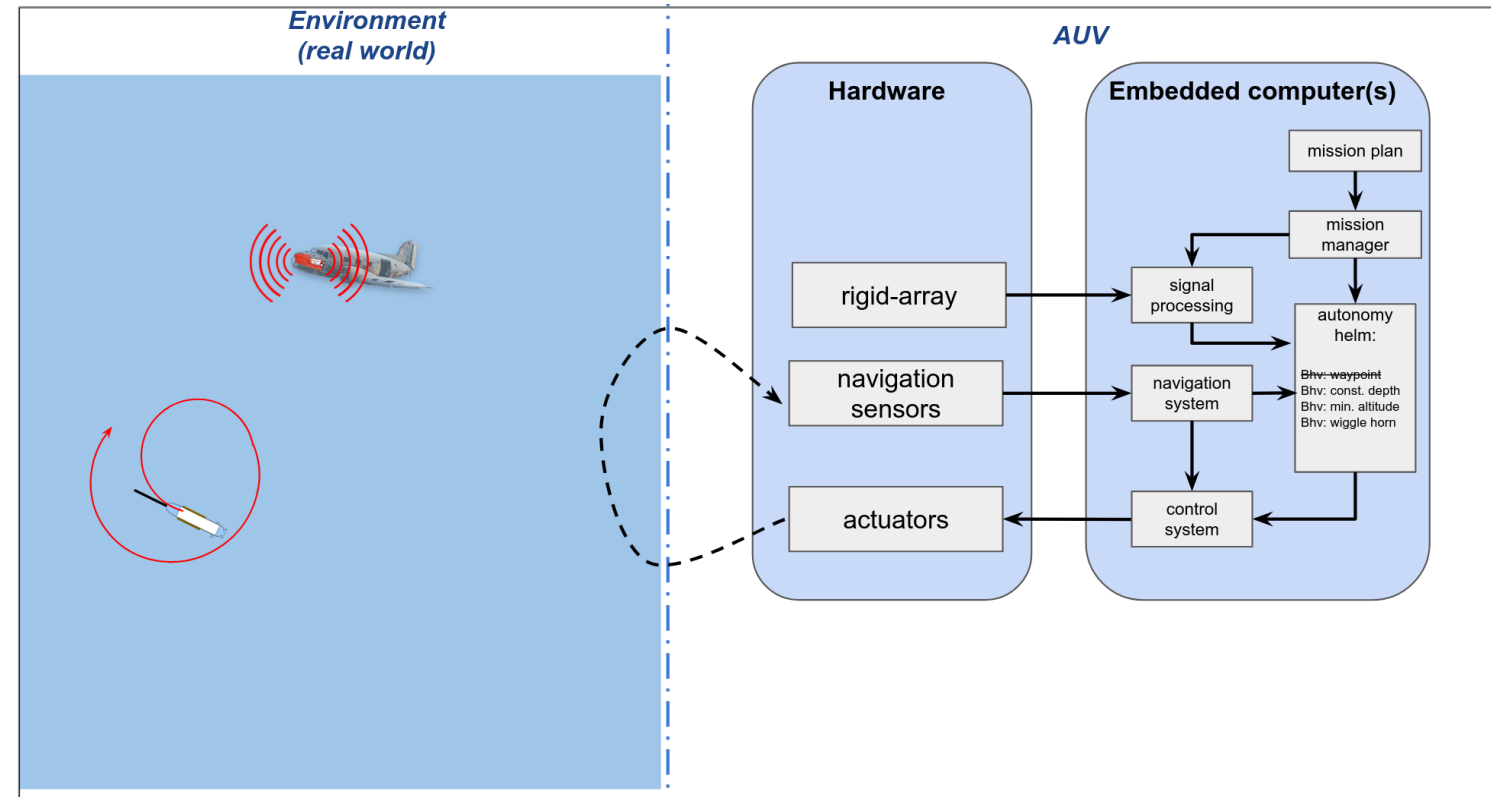 Environment
(real world)
AUV
Hardware
Embedded computer(s)
mission plan
mission
manager
rigid-array
signal
processing
autonomy
helm:
navigation
sensors
navigation
system
Bhv: waypoint
Bhv: const. depth
Bhv: min. altitude
Bhv: wiggle horn
actuators
control
system